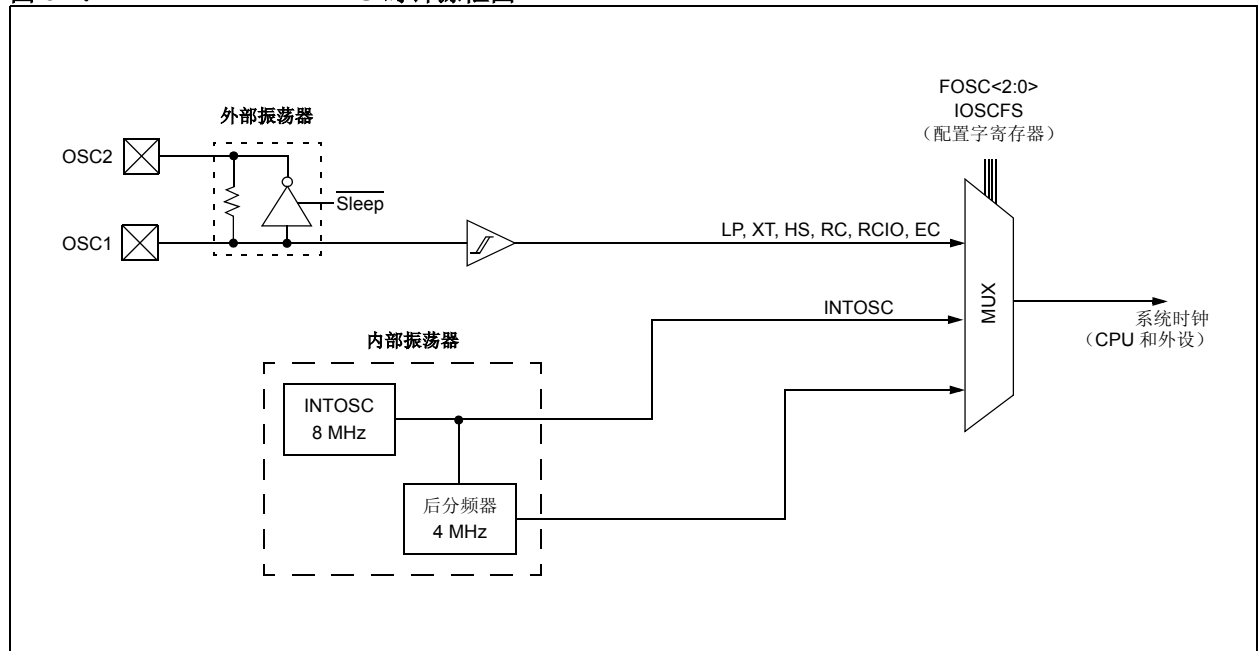 FOSC<2:0>
IOSCFS
（配置字寄存器）
外部振荡器
OSC2
Sleep
OSC1
LP, XT, HS, RC, RCIO, EC
MUX
INTOSC
系统时钟
（CPU 和外设）
内部振荡器
INTOSC
8 MHz
后分频器
4 MHz